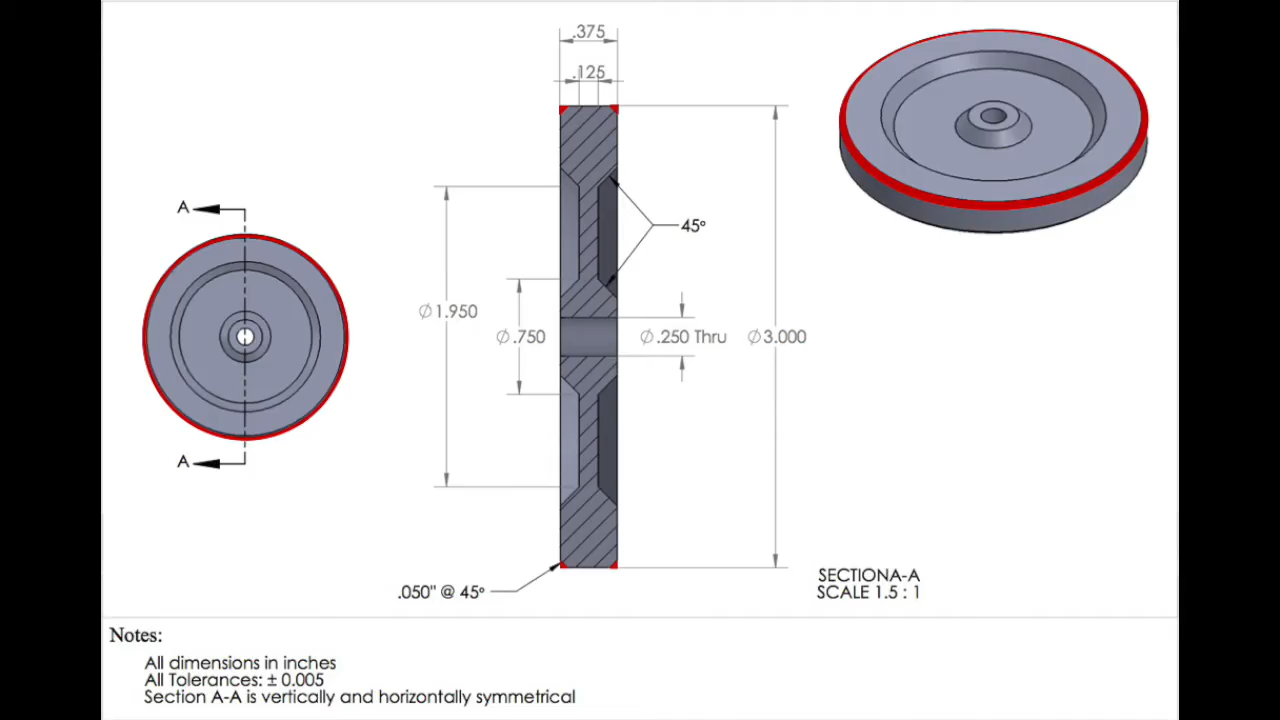 .375
.125
A
45°
Ø1.950
Ø.750
Ø.250 Thru
Ø3.000
A
.050" @ 45°
SECTIONA-A
SCALE 1.5 : 1
Notes:
All dimensions in inches
All Tolerances: ± 0.005
Section A-A is vertically and horizontally symmetrical